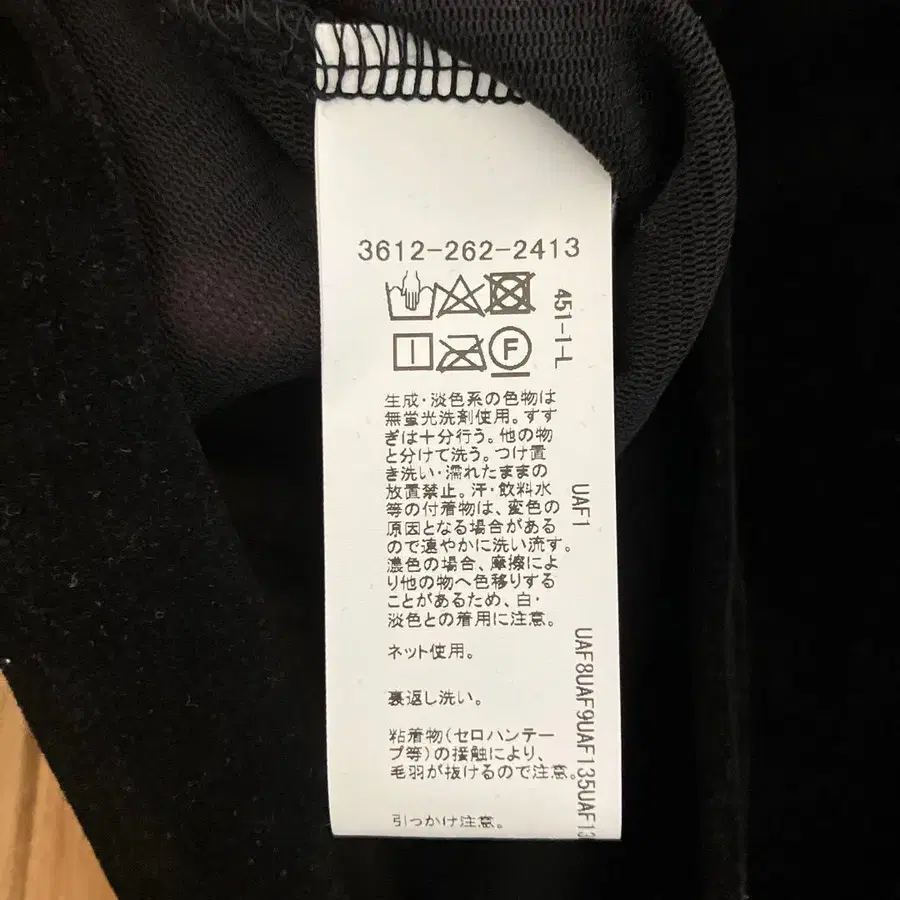 3612-262-2413
451-1-L
F
生成・淡色系の色物は
無蛍光洗剤使用。すす
ぎは十分行う。他の物
と分けて洗う。つけ置
き洗い・濡れたままの
放置禁止。汗・飲料水
等の付着物は、変色の
原因となる場合がある
ので速やかに洗い流す。
濃色の場合、摩擦によ
り他の物へ色移りする
ことがあるため、白・
淡色との着用に注意。
ネット使用。
裏返し洗い。
粘着物(セロハンテー
プ等)の接触により、
毛羽が抜けるので注意。
引っかけ注意。
UAF1
UAF8UAF9UAF135UAF13